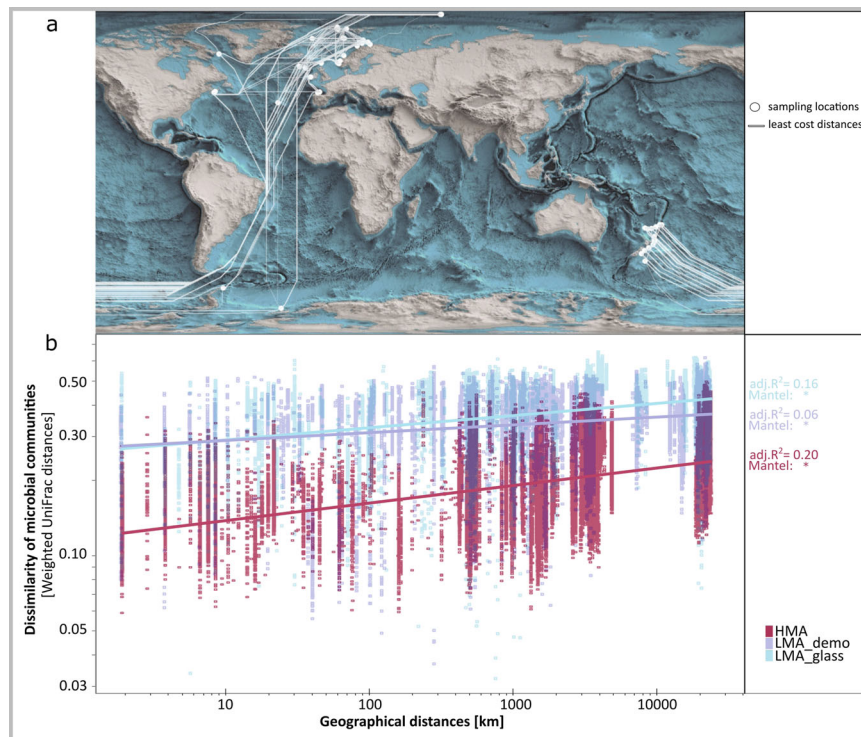 a
sampling locations
least cost distances
b
Dissimilarity of microbial communities
[Weighted UniFrac distances]
0.50
0.30
0.10
0.05
0.03
adj.R²= 0.16
Mantel: *
adj.R²= 0.06
Mantel: *
adj.R²= 0.20
Mantel: *
HMA
LMA_demo
LMA_glass
10
100
1000
10000
Geographical distances [km]